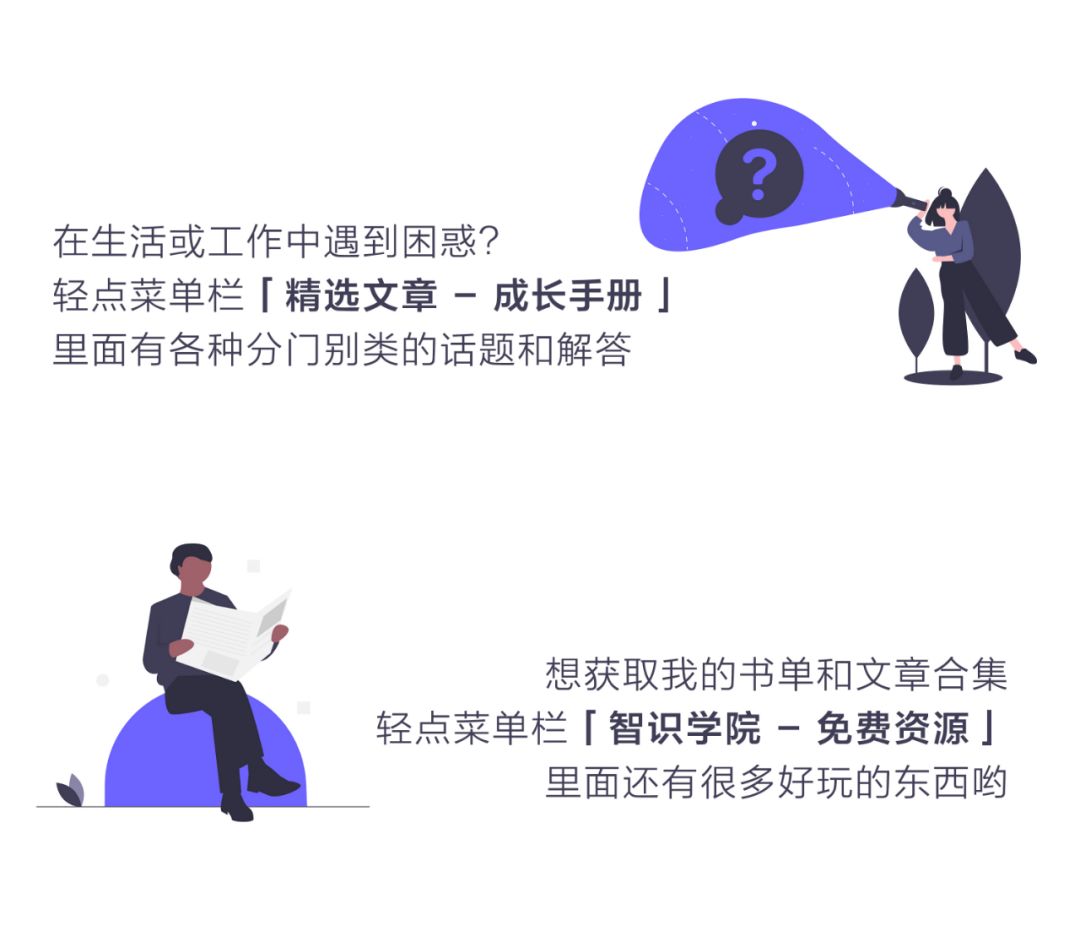 在生活或工作中遇到困惑？
轻点菜单栏「 精选文章 – 成长手册 」
里面有各种分门别类的话题和解答
想获取我的书单和文章合集
轻点菜单栏「 智识学院 – 免费资源 」
里面还有很多好玩的东西哟